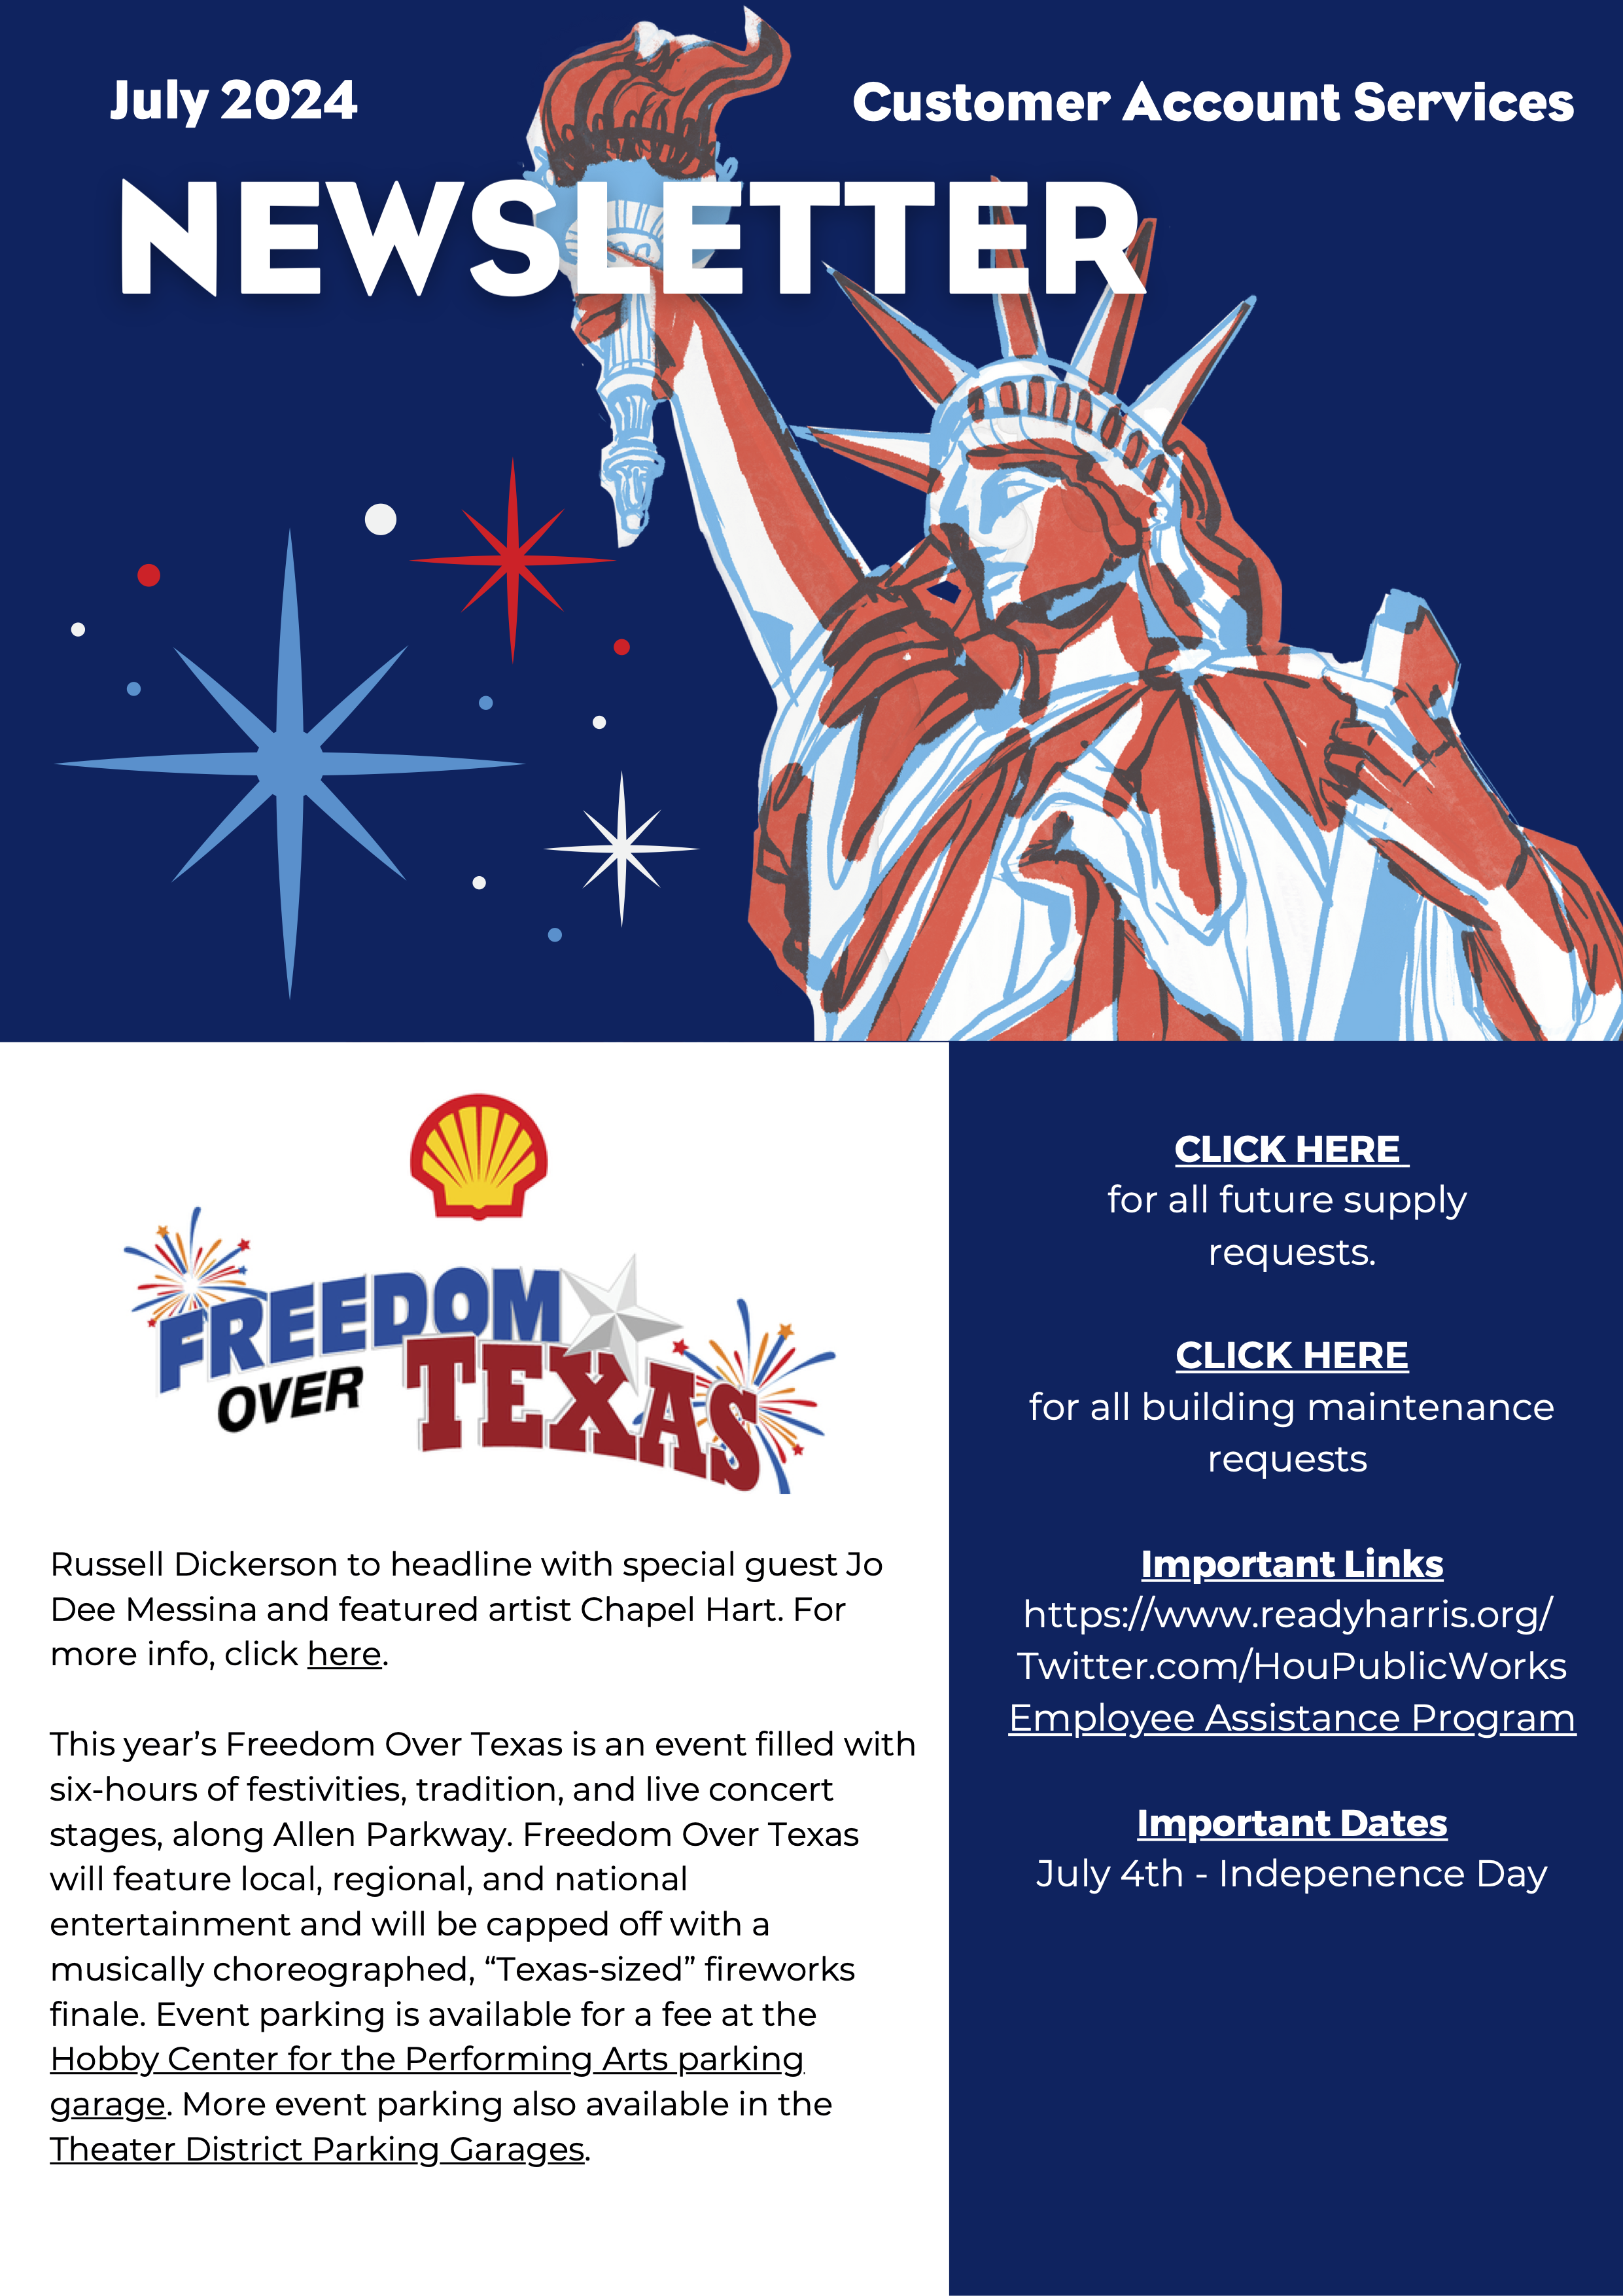 July 2024
Customer Account Services
NEWSLETTER
FREEDOM
OVER TEXAS
Russell Dickerson to headline with special guest Jo
Dee Messina and featured artist Chapel Hart. For
more info, click here.
This year’s Freedom Over Texas is an event filled with
six-hours of festivities, tradition, and live concert
stages, along Allen Parkway. Freedom Over Texas
will feature local, regional, and national
entertainment and will be capped off with a
musically choreographed, “Texas-sized” fireworks
finale. Event parking is available for a fee at the
Hobby Center for the Performing Arts parking
garage. More event parking also available in the
Theater District Parking Garages.
CLICK HERE
for all future supply
requests.
CLICK HERE
for all building maintenance
requests
Important Links
https://www.readyharris.org/
Twitter.com/HouPublicWorks
Employee Assistance Program
Important Dates
July 4th - Indepenence Day